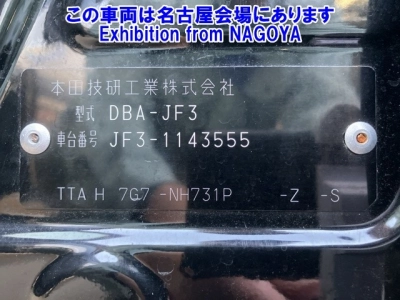 この車両は名古屋会場にあります
Exhibition from NAGOYA
本田技研工業株式会社
型式 DBA-JF3
車台番号 JF3-1143555
TTA H 7G7 -NH731P -Z -S